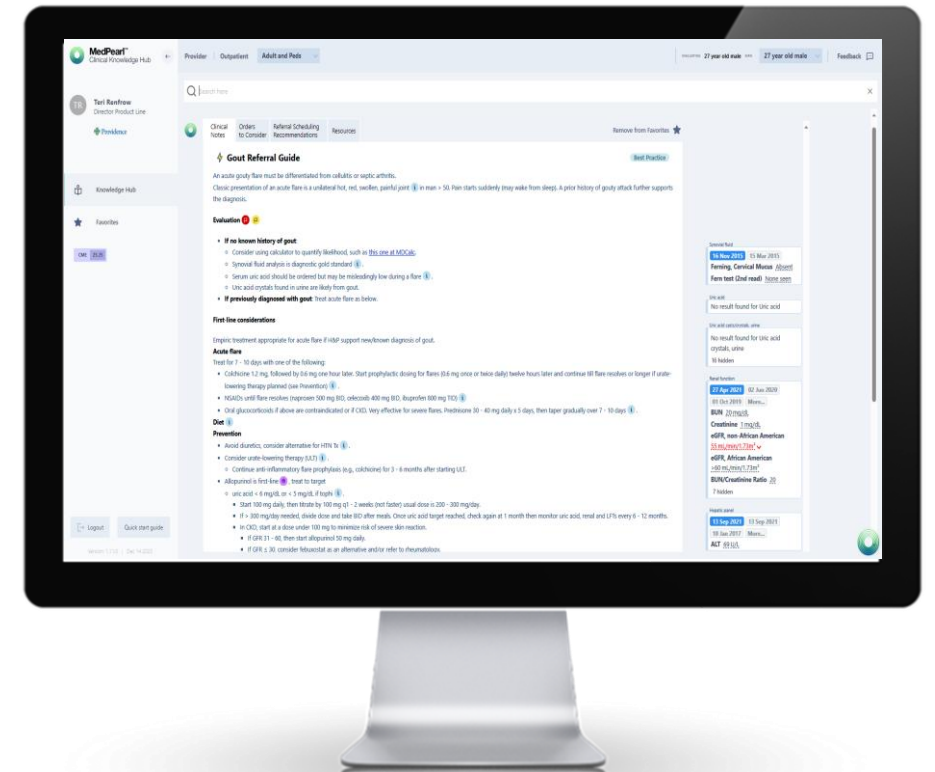 MedPearl™
Clinical Knowledge Hub
Provider
Outpatient
Adult and Peds
27 year old male
27 year old male
Feedback
Search here
TR
Teri Renfrow
Director Product Line
Providence
Knowledge Hub
Favorites
CME
Logout
Quick start guide
Clinical Notes
Orders to Consider
Referral Scheduling Recommendations
Resources
Remove from Favorites
Gout Referral Guide
Best Practice
An acute gouty flare must be differentiated from cellulitis or septic arthritis.
Classic presentation of an acute flare is a unilateral hot, red, swollen, painful joint in man > 50. Pain starts suddenly (may wake from sleep). A prior history of gouty attack further supports
the diagnosis.
Evaluation
If no known history of gout
Consider using calculator to quantify likelihood, such as this one at MDCalc.
Synovial fluid analysis is diagnostic gold standard
Serum uric acid should be ordered but may be misleadingly low during a flare
Uric acid crystals found in urine are likely from gout.
If previously diagnosed with gout: Treat acute flare as below.
First-line considerations
Empiric treatment appropriate for acute flare if H&P support new/known diagnosis of gout.
Acute flare
Treat for 7 - 10 days with one of the following:
Colchicine 1.2 mg, followed by 0.6 mg one hour later. Start prophylactic dosing for flares (0.6 mg once or twice daily) twelve hours later and continue till flare resolves or longer if urate-
lowering therapy planned (see Prevention)
NSAIDs until flare resolves (naproxen 500 mg BID, celecoxib 400 mg BID, ibuprofen 800 mg TID)
Oral glucocorticoids if above are contraindicated or if CKD. Very effective for severe flares. Prednisone 30 - 40 mg daily x 5 days, then taper gradually over 7 - 10 days
Diet
Prevention
Avoid diuretics, consider alternative for HTN Tx
Consider urate-lowering therapy (ULT)
Continue anti-inflammatory flare prophylaxis (e.g., colchicine) for 3 - 6 months after starting ULT.
Allopurinol is first-line, treat to target
uric acid < 6 mg/dL or < 5 mg/dL if tophi
Start 100 mg daily, then titrate by 100 mg q1 - 2 weeks (not faster) usual dose is 200 - 300 mg/day.
If > 300 mg/day needed, divide dose and take BID after meals. Once uric acid target reached, check again at 1 month then monitor uric acid, renal and LFTs every 6 - 12 months.
In CKD: start at a dose under 100 mg to minimize risk of severe skin reaction.
If GFR 31 - 60, then start allopurinol 50 mg daily.
If GFR ≤ 30: consider febuxostat as an alternative and/or refer to rheumatology.
Synovial fluid
16 Nov 2015 15 Mar 2015
Ferning, Cervical Mucus Absent
Fern test (2nd read) None seen
Uric acid
No result found for Uric acid
No result found for Uric acid
crystals, urine
18 hidden
Renal function
27 Apr 2021 02 Jun 2020
01 Oct 2019 More...
BUN 20 mg/dL
Creatinine 1 mg/dL
eGFR, non-African American
55 mL/min/1.73m²
eGFR, African American
>60 mL/min/1.73m²
BUN/Creatinine Ratio 20
7 hidden
Hepatic panel
13 Sep 2021 13 Sep 2021
18 Jan 2017 More...
ALT 49 U/L